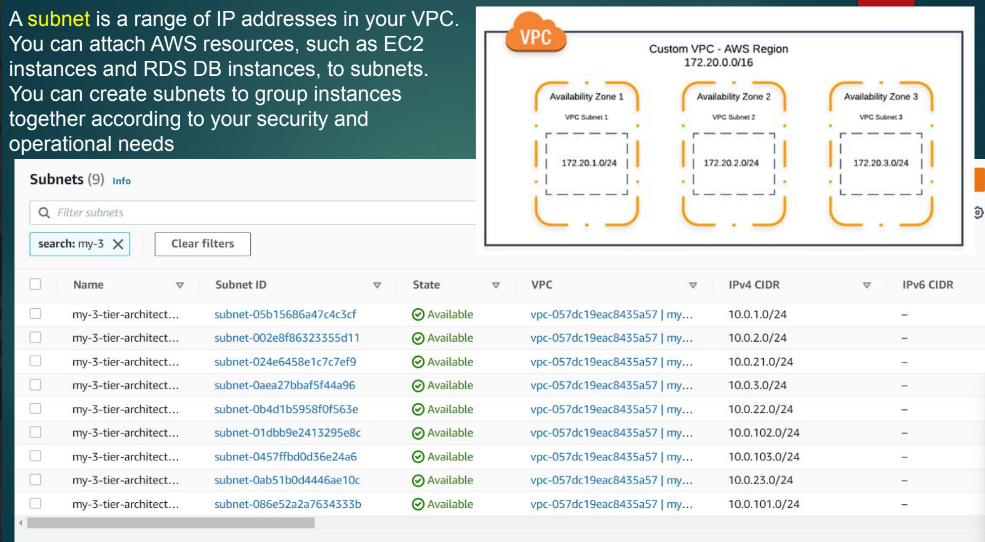 A subnet is a range of IP addresses in your VPC.
You can attach AWS resources, such as EC2
instances and RDS DB instances, to subnets.
You can create subnets to group instances
together according to your security and
operational needs
VPC
Custom VPC - AWS Region
172.20.0.0/16
Availability Zone 1
VPC Subnet 1
172.20.1.0/24
Availability Zone 2
VPC Subnet 2
172.20.2.0/24
Availability Zone 3
VPC Subnet 3
172.20.3.0/24
Subnets (9) Info
Filter subnets
search: my-3 Clear filters
Name Subnet ID State VPC IPv4 CIDR IPv6 CIDR
my-3-tier-architect... subnet-05b15686a47c4c3cf Available vpc-057dc19eac8435a57 | my... 10.0.1.0/24 –
my-3-tier-architect... subnet-002e8f86323355d11 Available vpc-057dc19eac8435a57 | my... 10.0.2.0/24 –
my-3-tier-architect... subnet-024e6458e1c7c7ef9 Available vpc-057dc19eac8435a57 | my... 10.0.21.0/24 –
my-3-tier-architect... subnet-0aea27bbaf5f44a96 Available vpc-057dc19eac8435a57 | my... 10.0.3.0/24 –
my-3-tier-architect... subnet-0b4d1b5958f0f563e Available vpc-057dc19eac8435a57 | my... 10.0.22.0/24 –
my-3-tier-architect... subnet-01dbb9e2413295e8c Available vpc-057dc19eac8435a57 | my... 10.0.102.0/24 –
my-3-tier-architect... subnet-0457ffbd0d36e24a6 Available vpc-057dc19eac8435a57 | my... 10.0.103.0/24 –
my-3-tier-architect... subnet-0ab51b0d4446ae10c Available vpc-057dc19eac8435a57 | my... 10.0.23.0/24 –
my-3-tier-architect... subnet-086e52a2a7634333b Available vpc-057dc19eac8435a57 | my... 10.0.101.0/24 –